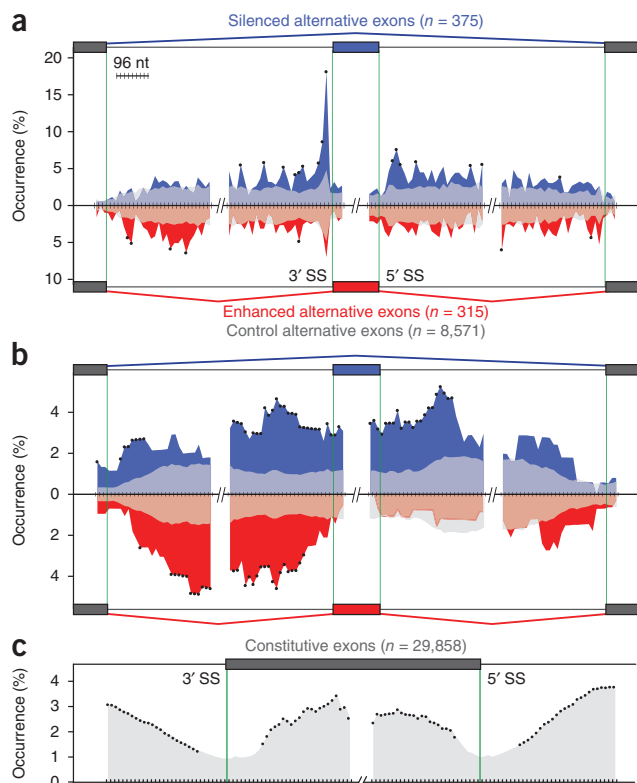 a
Silenced alternative exons (n = 375)
96 nt
20
15
10
5
0
5
10
Occurrence (%)
3′ SS
5′ SS
Enhanced alternative exons (n = 315)
Control alternative exons (n = 8,571)
b
4
2
0
2
4
Occurrence (%)
c
Constitutive exons (n = 29,858)
3′ SS
5′ SS
4
3
2
1
0
Occurrence (%)